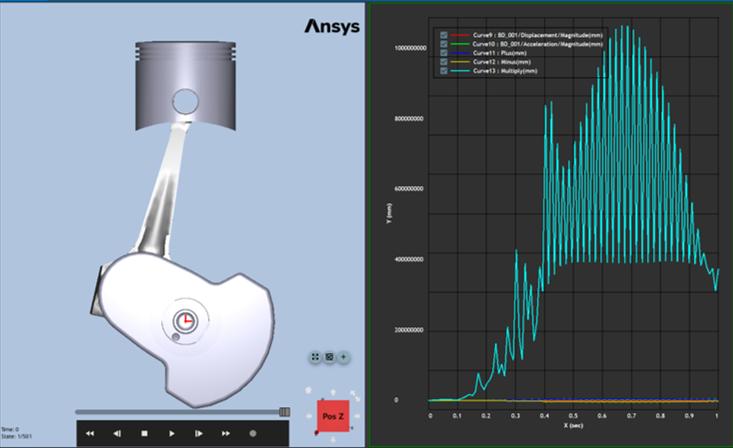 Ansys
Time: 0
State: 1/501
Pos Z
Curve9 : BD_001/Displacement/Magnitude(mm)
Curve10 : BD_001/Acceleration/Magnitude(mm)
Curve11 : Plus(mm)
Curve12 : Minus(mm)
Curve13 : Multiply(mm)
1000000000
800000000
600000000
400000000
200000000
0
Y (mm)
0 0.1 0.2 0.3 0.4 0.5 0.6 0.7 0.8 0.9 1
X (sec)